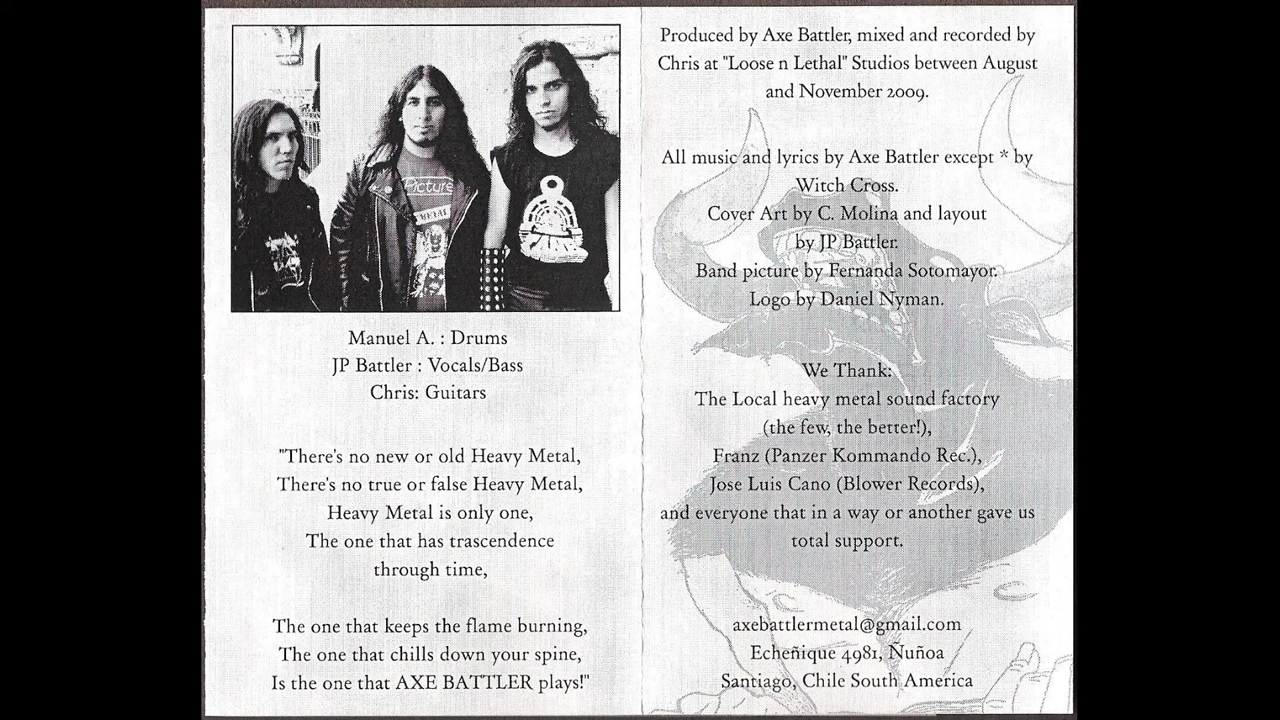 Picture
METAL
Manuel A. : Drums
JP Battler : Vocals/Bass
Chris: Guitars
"There's no new or old Heavy Metal,
There's no true or false Heavy Metal,
Heavy Metal is only one,
The one that has trascendence
through time,
The one that keeps the flame burning,
The one that chills down your spine,
Is the one that AXE BATTLER plays!"
Produced by Axe Battler, mixed and recorded by
Chris at "Loose n Lethal" Studios between August
and November 2009.
All music and lyrics by Axe Battler except * by
Witch Cross.
Cover Art by C. Molina and layout
by JP Battler.
Band picture by Fernanda Sotomayor.
Logo by Daniel Nyman.
We Thank:
The Local heavy metal sound factory
(the few, the better!),
Franz (Panzer Kommando Rec.),
Jose Luis Cano (Blower Records),
and everyone that in a way or another gave us
total support.
axebattlermetal@gmail.com
Echeñique 4981, Ñuñoa
Santiago, Chile South America